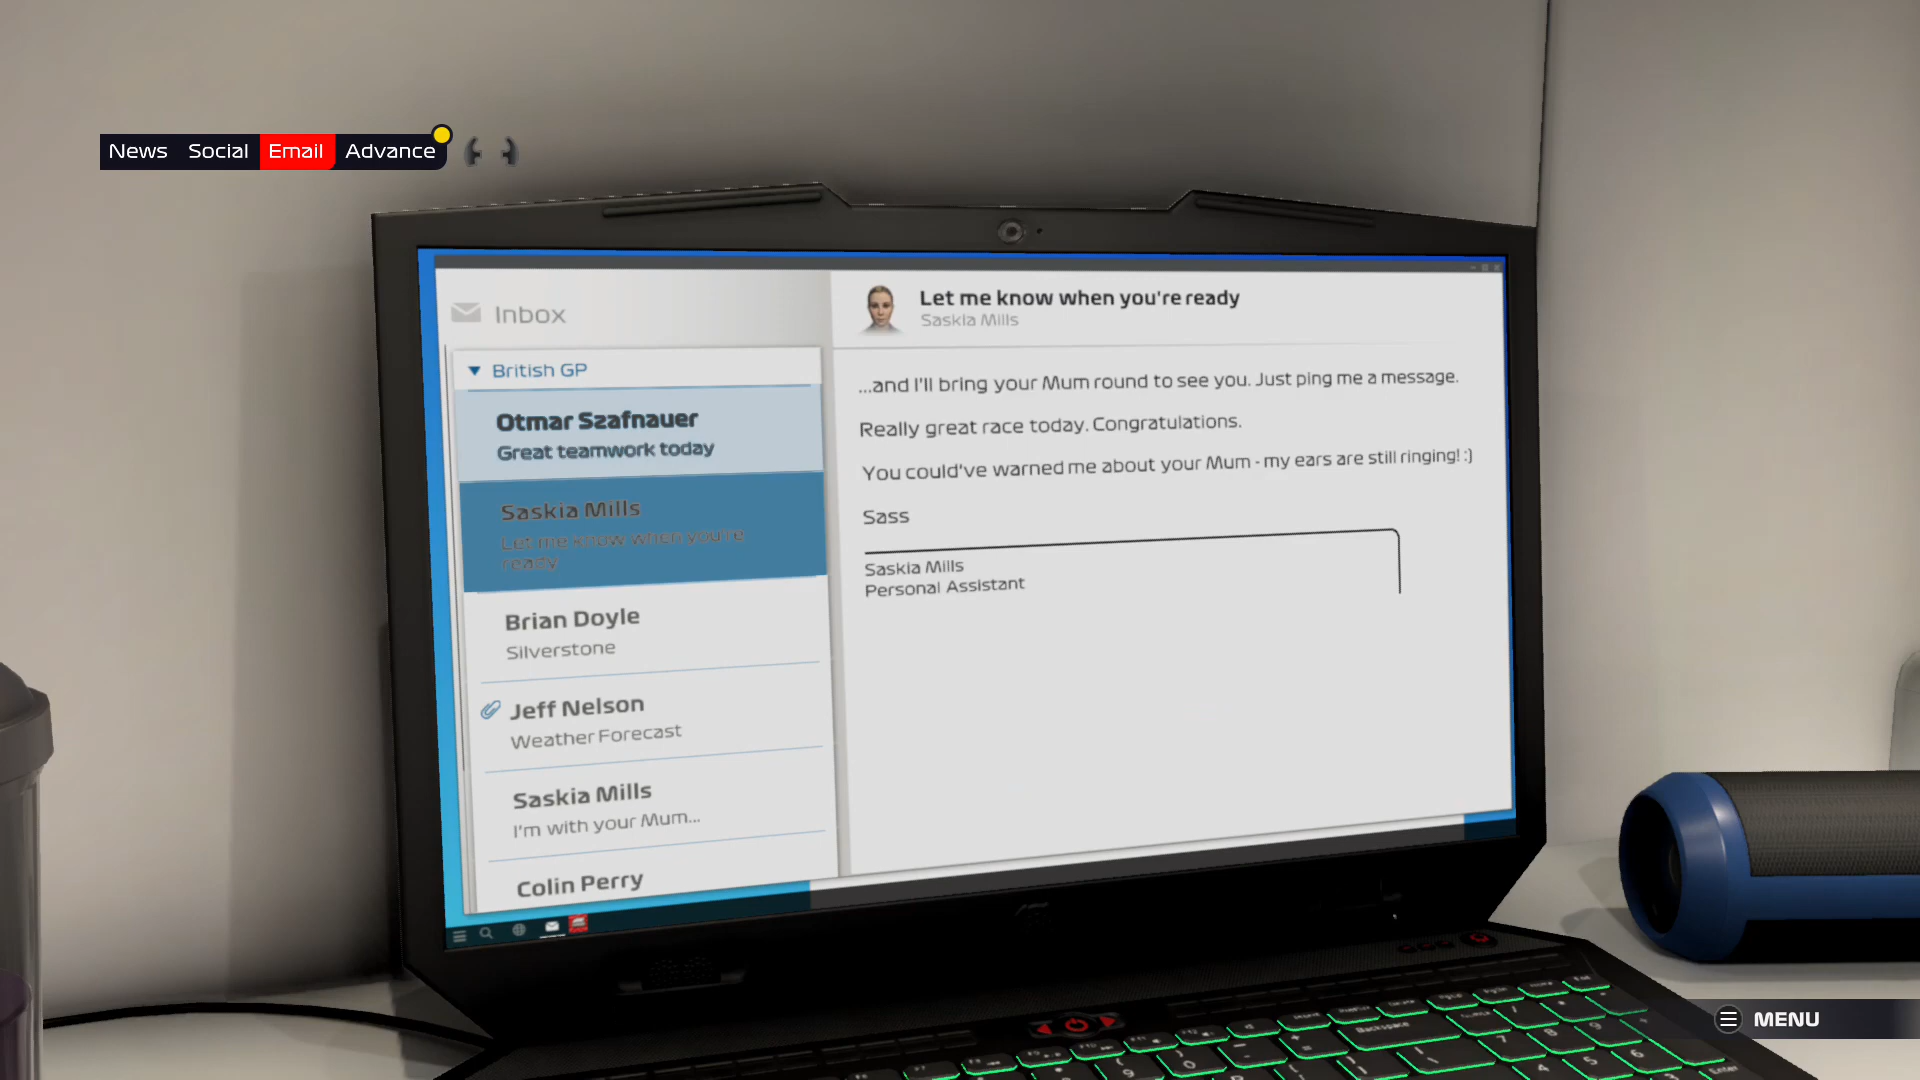 News Social Email Advance
Inbox
British GP
Otmar Szafnauer
Great teamwork today
Saskia Mills
Let me know when you're
ready
Brian Doyle
Silverstone
Jeff Nelson
Weather Forecast
Saskia Mills
I'm with your Mum...
Colin Perry
Let me know when you're ready
Saskia Mills
...and I'll bring your Mum round to see you. Just ping me a message.
Really great race today. Congratulations.
You could've warned me about your Mum - my ears are still ringing! :)
Sass
Saskia Mills
Personal Assistant
Backspace
Enter
MENU